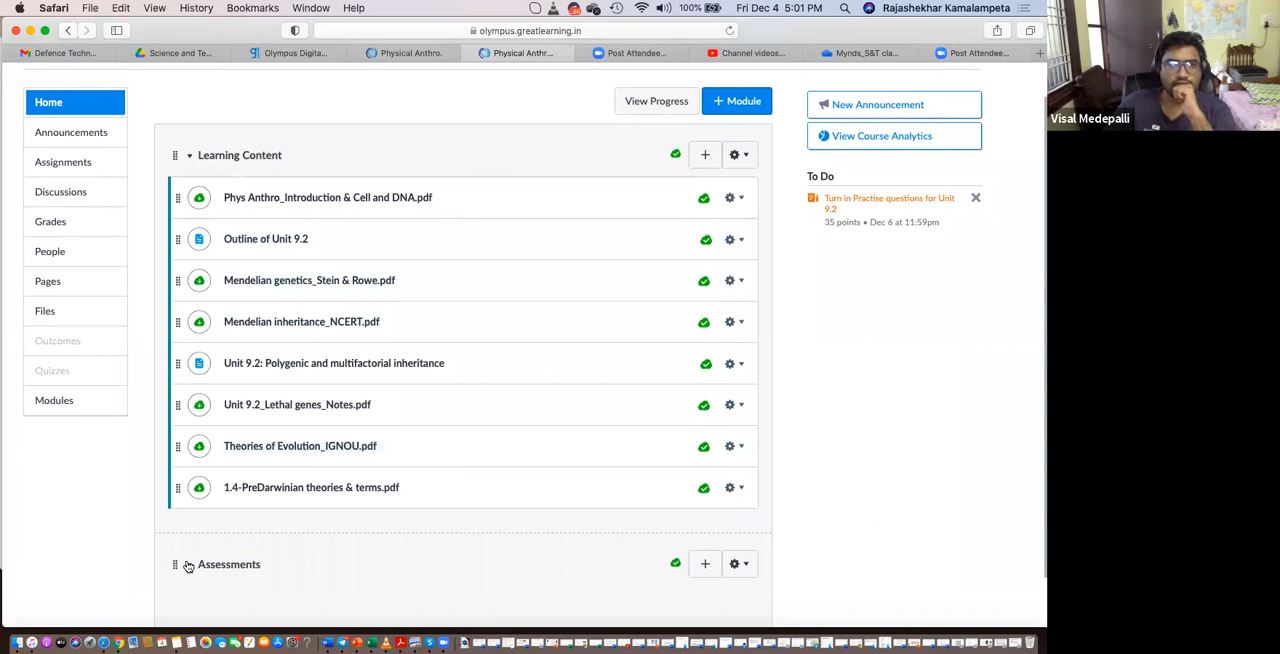 Safari File Edit View History Bookmarks Window Help 100% Fri Dec 4 5:01 PM Rajashekhar Kamalampeta
olympus.greatlearning.in
Defence Techn... Science and Te... Olympus Digita... Physical Anthro. Physical Anthr... Post Attendee... Channel videos... Mynds_S&T cla... Post Attendee...
Home
Announcements
Assignments
Discussions
Grades
People
Pages
Files
Outcomes
Quizzes
Modules
View Progress + Module
Learning Content
Phys Anthro_Introduction & Cell and DNA.pdf
Outline of Unit 9.2
Mendelian genetics_Stein & Rowe.pdf
Mendelian inheritance_NCERT.pdf
Unit 9.2: Polygenic and multifactorial inheritance
Unit 9.2_Lethal genes_Notes.pdf
Theories of Evolution_IGNOU.pdf
1.4-PreDarwinian theories & terms.pdf
Assessments
New Announcement
View Course Analytics
To Do
Turn in Practise questions for Unit
9.2
35 points • Dec 6 at 11:59pm
Visal Medepalli